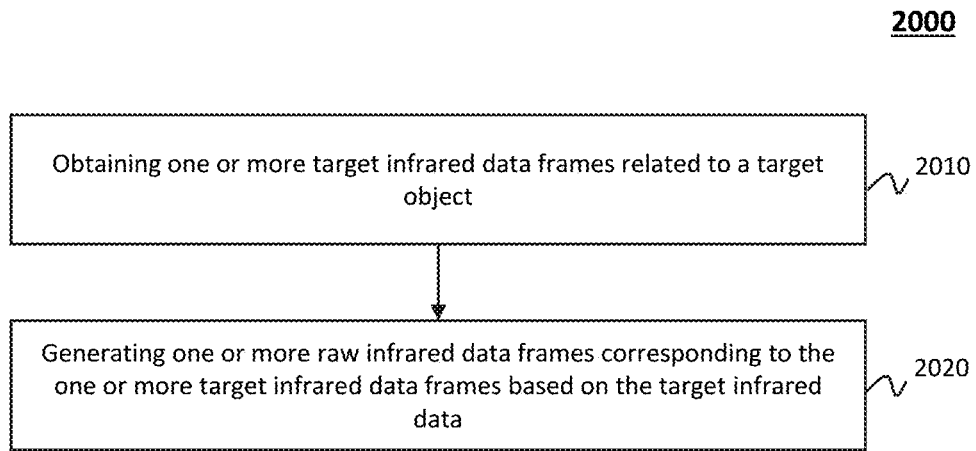 2000
Obtaining one or more target infrared data frames related to a target
object
2010
Generating one or more raw infrared data frames corresponding to the
one or more target infrared data frames based on the target infrared
data
2020